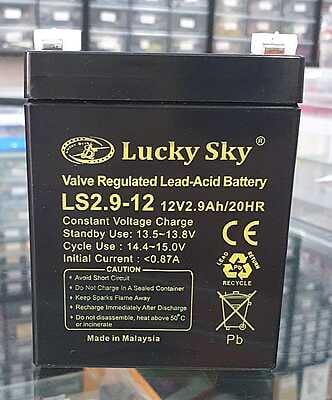 Lucky Sky ®
Valve Regulated Lead-Acid Battery
LS2.9-12 12V2.9Ah/20HR
Constant Voltage Charge
Standby Use: 13.5~13.8V
Cycle Use : 14.4~15.0V
Initial Current : <0.87A
CE
CAUTION
Avoid Short Circuit
Do Not Charge In A Sealed Container
Keep Sparks Flame Away
Recharge Immediately After Discharge
Do not disassemble, heat above 50°C
or incinerate
LEAD
RETURN
RECYCLE
Pb
Made in Malaysia
Pb